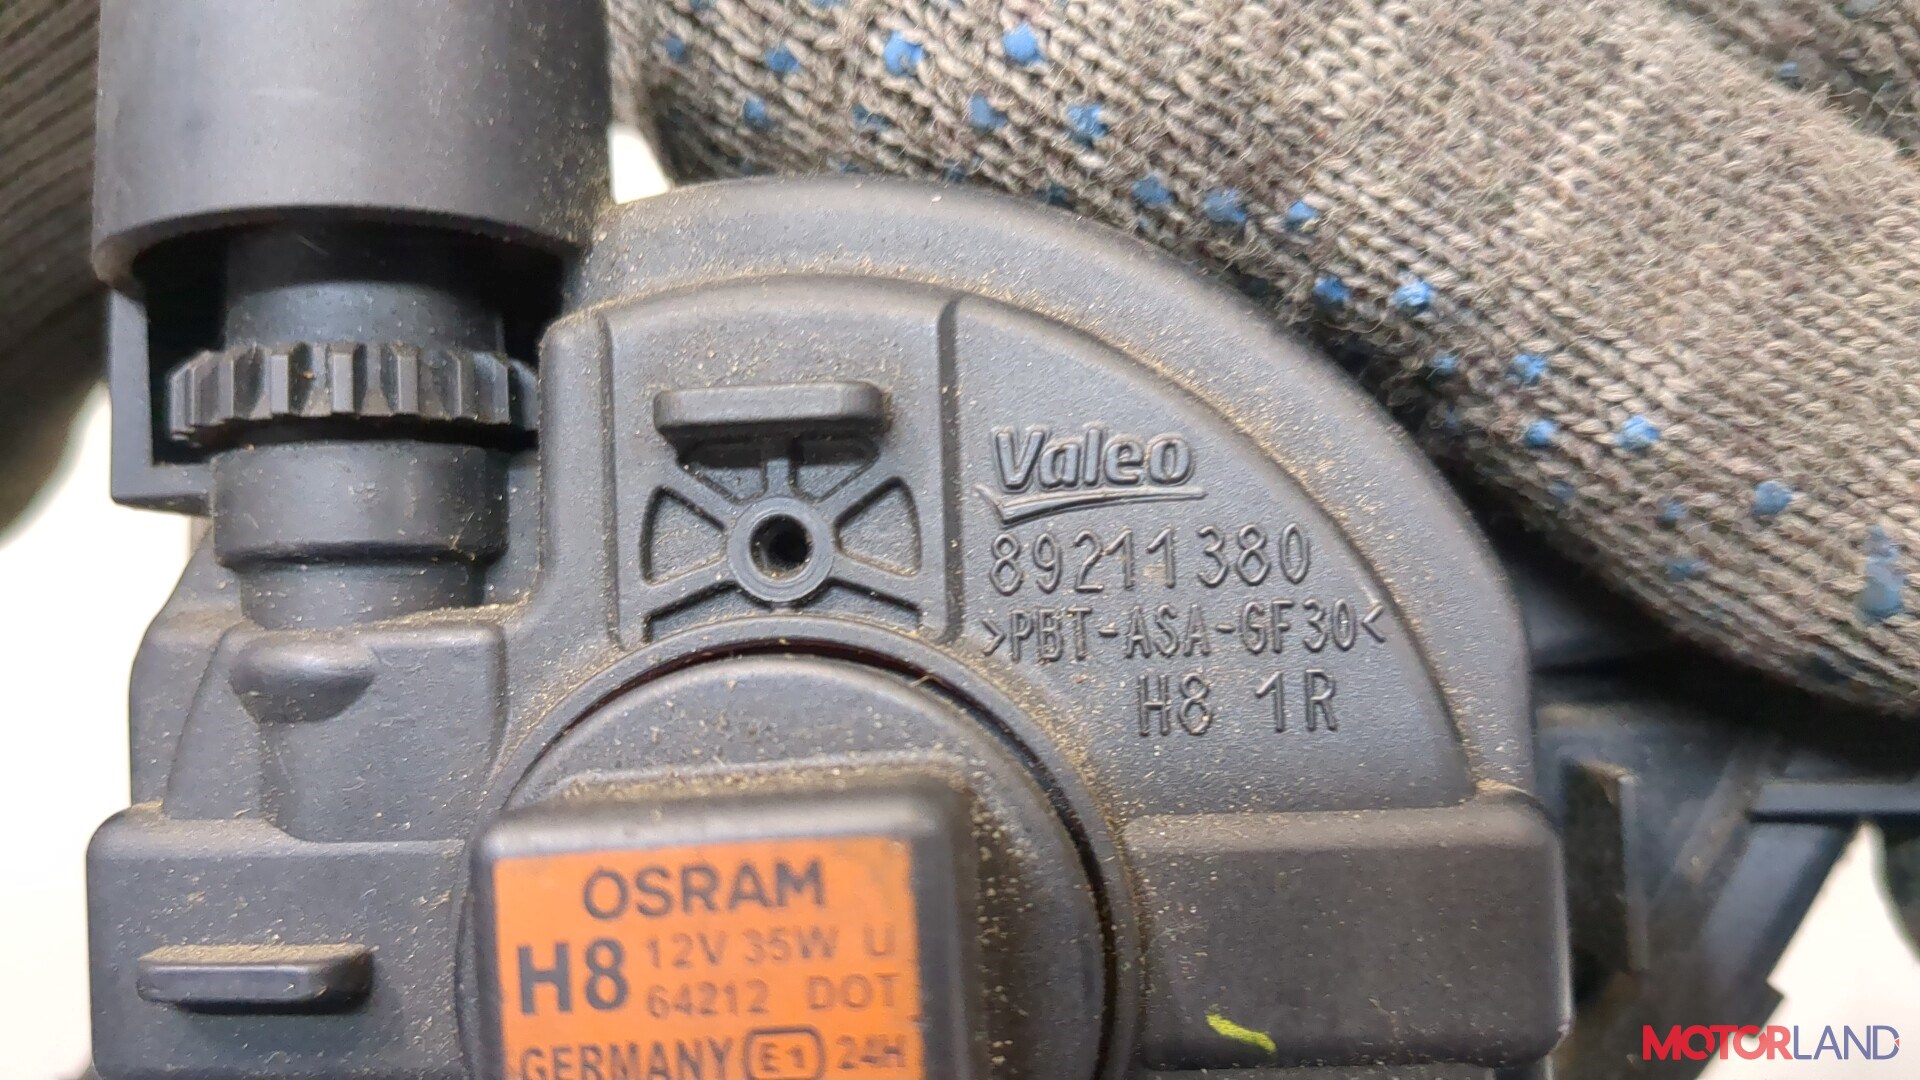 Valeo
89211380
>PBT-ASA-GF30<
H8 1R
OSRAM
H8 12V 35W U
64212 DOT
GERMANY E1 24H
MOTORLAND